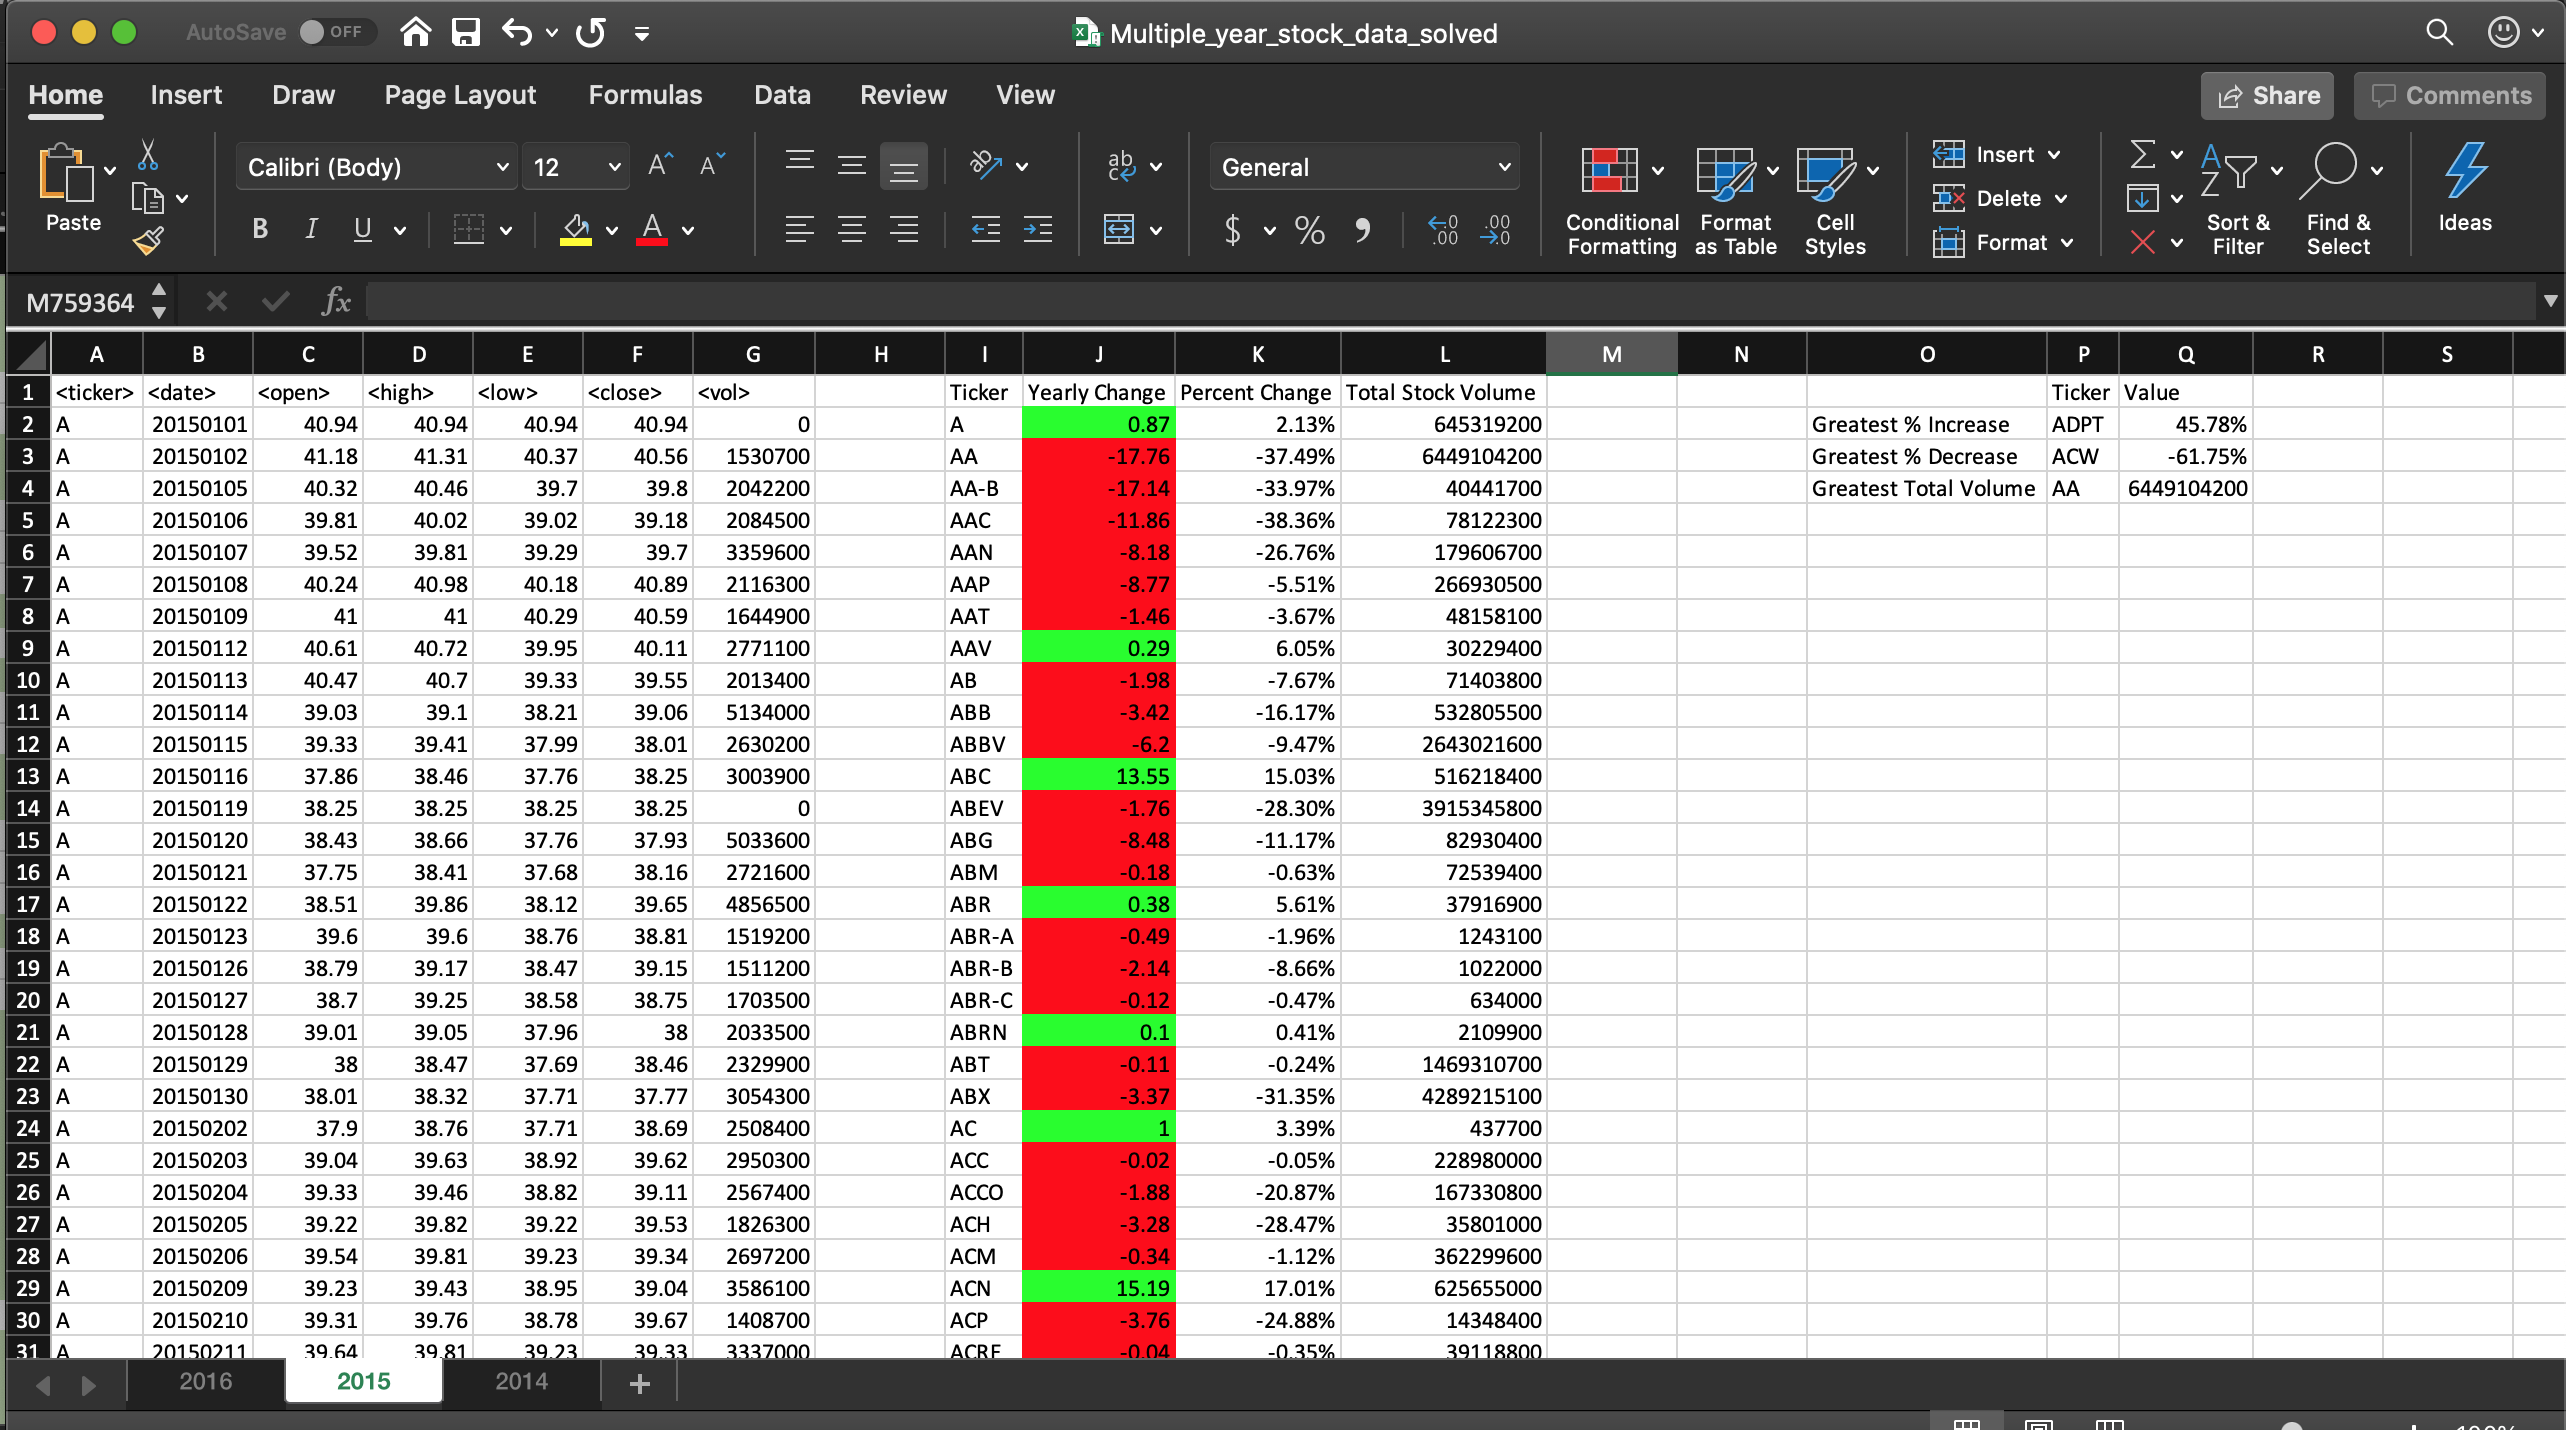 AutoSave OFF Multiple_year_stock_data_solved
Home Insert Draw Page Layout Formulas Data Review View Share Comments
Paste Calibri (Body) 12 A A ab c General Conditional Formatting Format as Table Cell Styles Insert Delete Format Sort & Filter Find & Select Ideas
B I U A $ % , .00 .00
M759364 fx
A B C D E F G H I J K L M N O P Q R S
1 <ticker> <date> <open> <high> <low> <close> <vol> Ticker Yearly Change Percent Change Total Stock Volume Ticker Value
2 A 20150101 40.94 40.94 40.94 40.94 0 A 0.87 2.13% 645319200 Greatest % Increase ADPT 45.78%
3 A 20150102 41.18 41.31 40.37 40.56 1530700 AA -17.76 -37.49% 6449104200 Greatest % Decrease ACW -61.75%
4 A 20150105 40.32 40.46 39.7 39.8 2042200 AA-B -17.14 -33.97% 40441700 Greatest Total Volume AA 6449104200
5 A 20150106 39.81 40.02 39.02 39.18 2084500 AAC -11.86 -38.36% 78122300
6 A 20150107 39.52 39.81 39.29 39.7 3359600 AAN -8.18 -26.76% 179606700
7 A 20150108 40.24 40.98 40.18 40.89 2116300 AAP -8.77 -5.51% 266930500
8 A 20150109 41 41 40.29 40.59 1644900 AAT -1.46 -3.67% 48158100
9 A 20150112 40.61 40.72 39.95 40.11 2771100 AAV 0.29 6.05% 30229400
10 A 20150113 40.47 40.7 39.33 39.55 2013400 AB -1.98 -7.67% 71403800
11 A 20150114 39.03 39.1 38.21 39.06 5134000 ABB -3.42 -16.17% 532805500
12 A 20150115 39.33 39.41 37.99 38.01 2630200 ABBV -6.2 -9.47% 2643021600
13 A 20150116 37.86 38.46 37.76 38.25 3003900 ABC 13.55 15.03% 516218400
14 A 20150119 38.25 38.25 38.25 38.25 0 ABEV -1.76 -28.30% 3915345800
15 A 20150120 38.43 38.66 37.76 37.93 5033600 ABG -8.48 -11.17% 82930400
16 A 20150121 37.75 38.41 37.68 38.16 2721600 ABM -0.18 -0.63% 72539400
17 A 20150122 38.51 39.86 38.12 39.65 4856500 ABR 0.38 5.61% 37916900
18 A 20150123 39.6 39.6 38.76 38.81 1519200 ABR-A -0.49 -1.96% 1243100
19 A 20150126 38.79 39.17 38.47 39.15 1511200 ABR-B -2.14 -8.66% 1022000
20 A 20150127 38.7 39.25 38.58 38.75 1703500 ABR-C -0.12 -0.47% 634000
21 A 20150128 39.01 39.05 37.96 38 2033500 ABRN 0.1 0.41% 2109900
22 A 20150129 38 38.47 37.69 38.46 2329900 ABT -0.11 -0.24% 1469310700
23 A 20150130 38.01 38.32 37.71 37.77 3054300 ABX -3.37 -31.35% 4289215100
24 A 20150202 37.9 38.76 37.71 38.69 2508400 AC 1 3.39% 437700
25 A 20150203 39.04 39.63 38.92 39.62 2950300 ACC -0.02 -0.05% 228980000
26 A 20150204 39.33 39.46 38.82 39.11 2567400 ACCO -1.88 -20.87% 167330800
27 A 20150205 39.22 39.82 39.22 39.53 1826300 ACH -3.28 -28.47% 35801000
28 A 20150206 39.54 39.81 39.23 39.34 2697200 ACM -0.34 -1.12% 362299600
29 A 20150209 39.23 39.43 38.95 39.04 3586100 ACN 15.19 17.01% 625655000
30 A 20150210 39.31 39.76 38.78 39.67 1408700 ACP -3.76 -24.88% 14348400
31 A 20150211 39.64 39.81 39.23 39.33 3337000 ACRE -0.04 -0.35% 39118800
2016 2015 2014 +